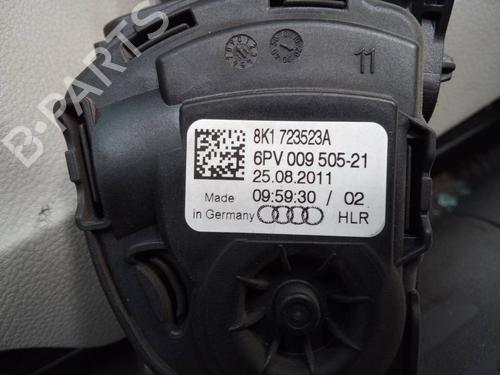 11
8K1 723523A
6PV 009 505-21
25.08.2011
Made 09:59:30 / 02
in Germany HLR
B-PARTS